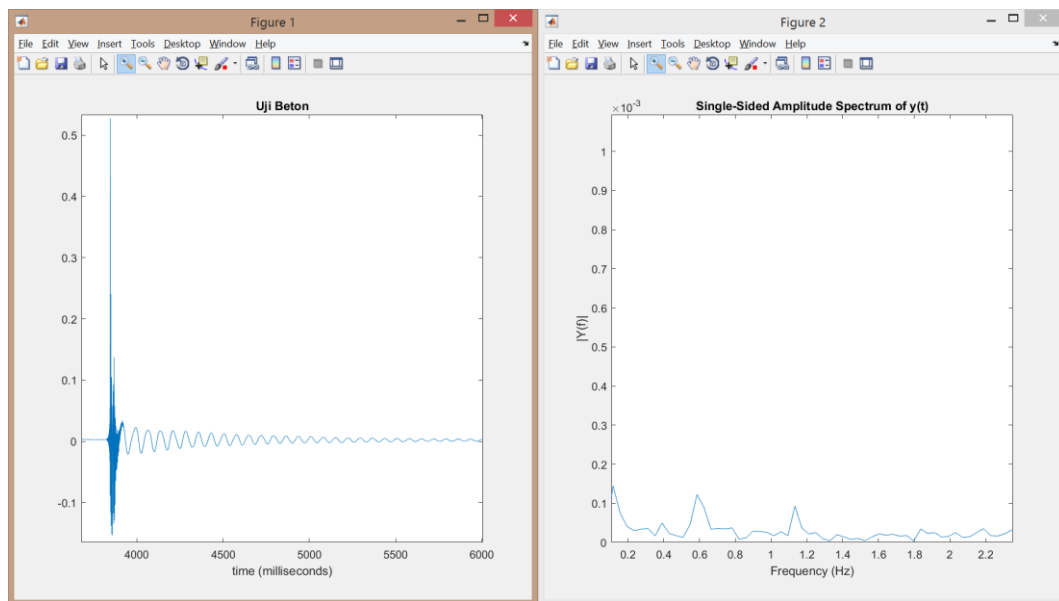 Figure 1
File Edit View Insert Tools Desktop Window Help
Uji Beton
0.5
0.4
0.3
0.2
0.1
0
-0.1
4000 4500 5000 5500 6000
time (milliseconds)
Figure 2
File Edit View Insert Tools Desktop Window Help
×10⁻³ Single-Sided Amplitude Spectrum of y(t)
1
0.9
0.8
0.7
0.6
0.5
0.4
0.3
0.2
0.1
0
|Y(f)|
0.2 0.4 0.6 0.8 1 1.2 1.4 1.6 1.8 2 2.2
Frequency (Hz)